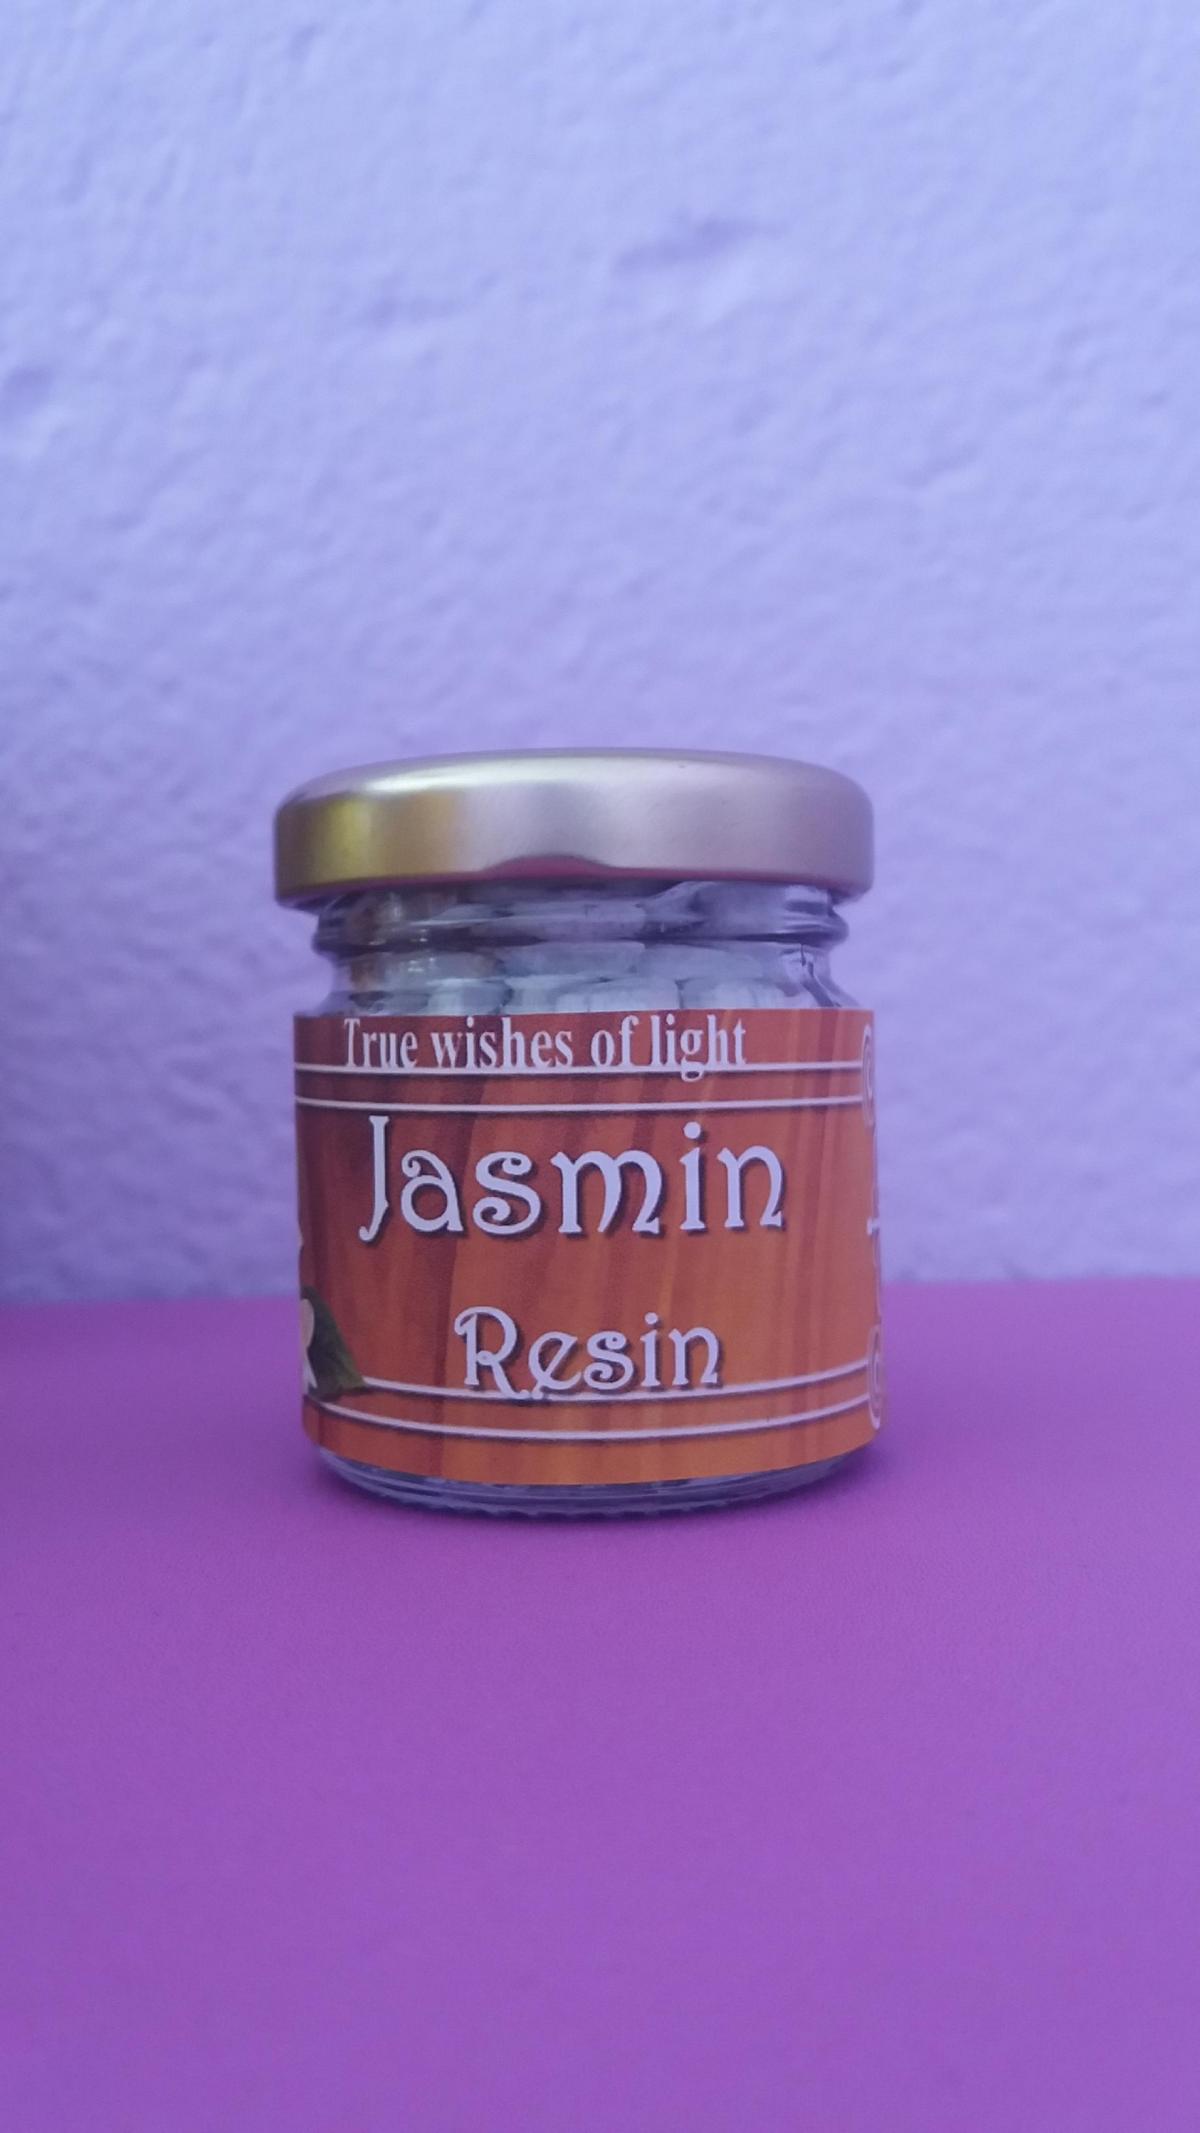 True wishes of light
Jasmin
Resin